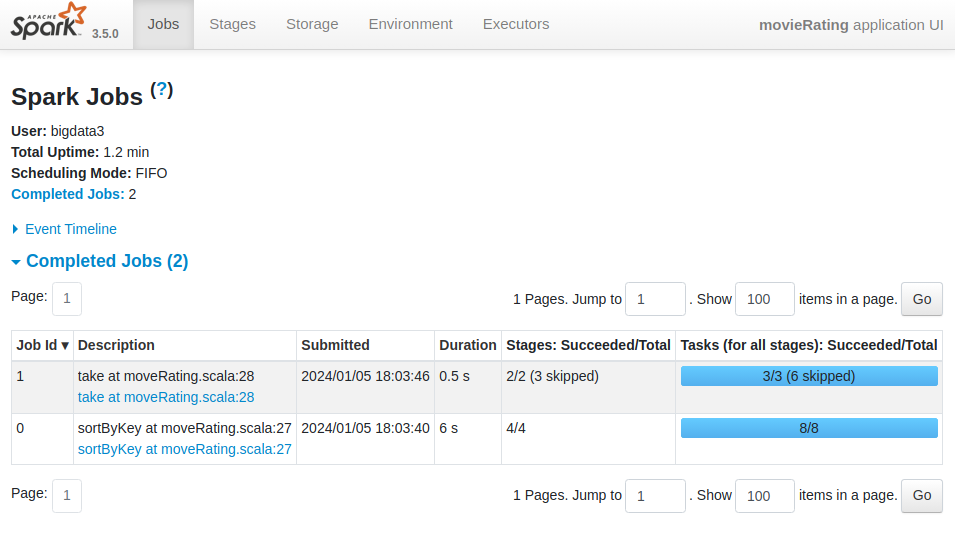 APACHE
Spark 3.5.0 Jobs Stages Storage Environment Executors movieRating application UI
Spark Jobs (?)
User: bigdata3
Total Uptime: 1.2 min
Scheduling Mode: FIFO
Completed Jobs: 2
Event Timeline
Completed Jobs (2)
Page: 1 1 Pages. Jump to 1 . Show 100 items in a page. Go
Job Id ▾ Description Submitted Duration Stages: Succeeded/Total Tasks (for all stages): Succeeded/Total
1 take at moveRating.scala:28 2024/01/05 18:03:46 0.5 s 2/2 (3 skipped) 3/3 (6 skipped)
take at moveRating.scala:28
0 sortByKey at moveRating.scala:27 2024/01/05 18:03:40 6 s 4/4 8/8
sortByKey at moveRating.scala:27
Page: 1 1 Pages. Jump to 1 . Show 100 items in a page. Go